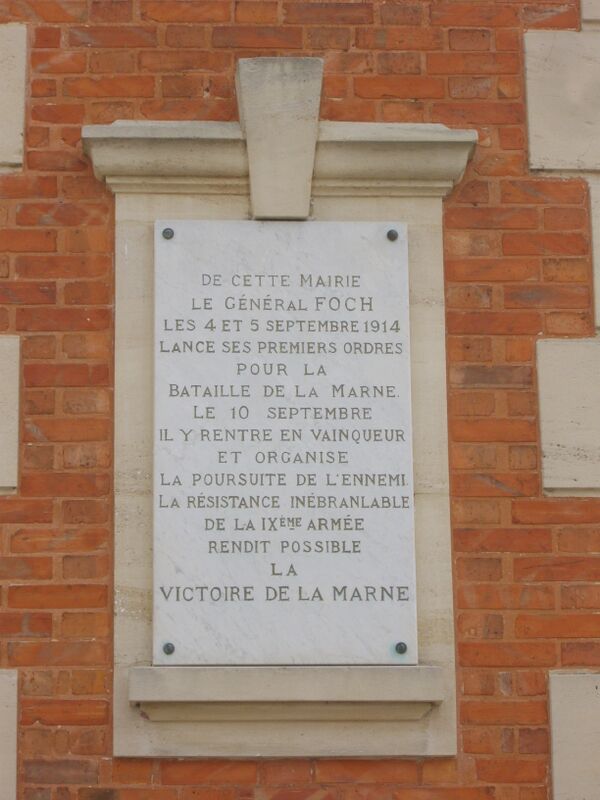 DE CETTE MAIRIE
LE GÉNÉRAL FOCH
LES 4 ET 5 SEPTEMBRE 1914
LANCE SES PREMIERS ORDRES
POUR LA
BATAILLE DE LA MARNE.
LE 10 SEPTEMBRE
IL Y RENTRE EN VAINQUEUR
ET ORGANISE
LA POURSUITE DE L'ENNEMI.
LA RÉSISTANCE INÉBRANLABLE
DE LA IXÈME ARMÉE
RENDIT POSSIBLE
LA
VICTOIRE DE LA MARNE